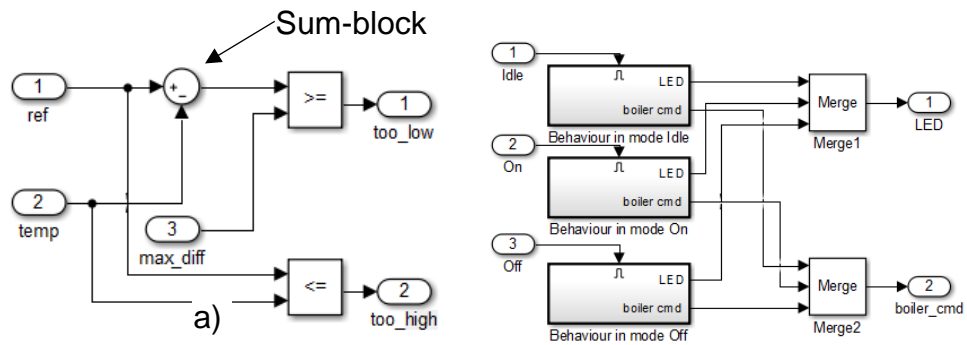 Sum-block
1
ref
+
-
>=
1
too_low
2
temp
3
max_diff
<=
2
too_high
a)
1
Idle
LED
boiler cmd
Behaviour in mode Idle
2
On
LED
boiler cmd
Behaviour in mode On
3
Off
LED
boiler cmd
Behaviour in mode Off
Merge
Merge1
1
LED
Merge
Merge2
2
boiler_cmd